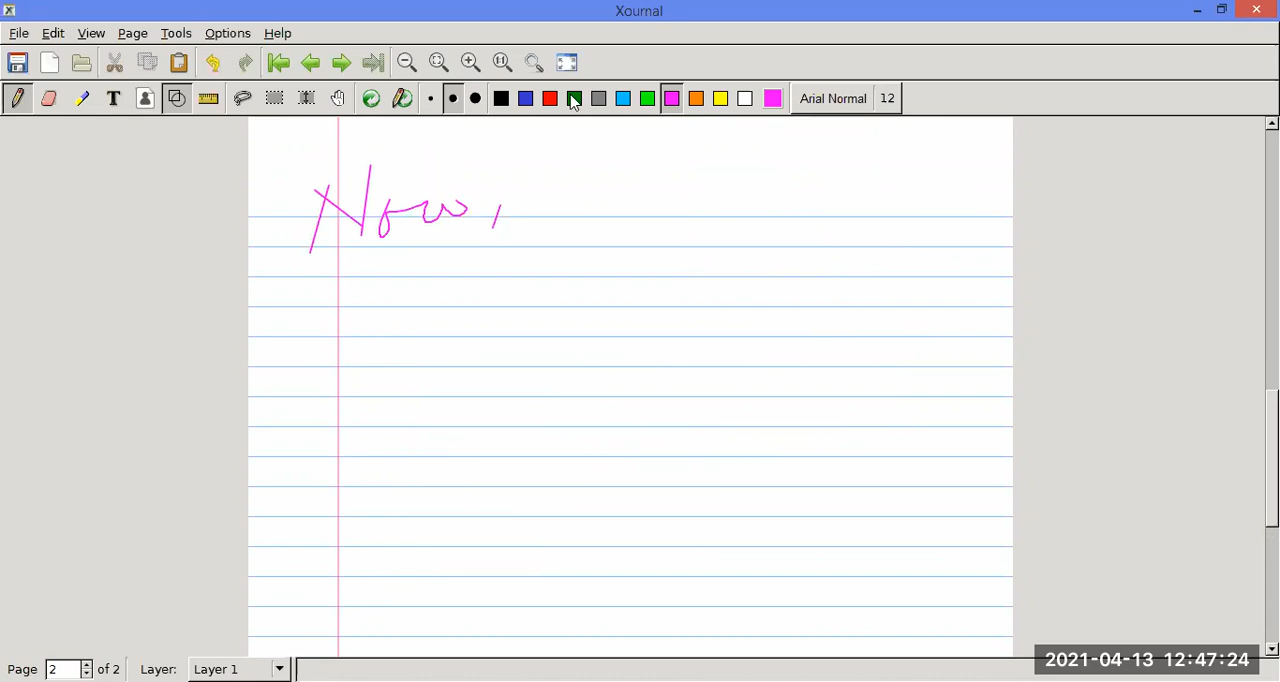 Xournal
File Edit View Page Tools Options Help
Arial Normal 12
Now,
Page 2 of 2 Layer: Layer 1
2021-04-13 12:47:24